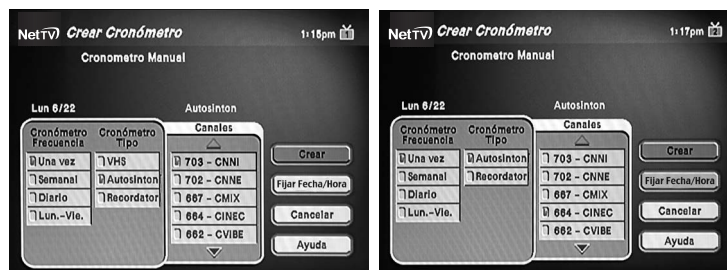 NetTV Crear Cronómetro 1:15pm 1
Cronometro Manual
Lun 6/22 Autosinton
Cronómetro Frecuencia
Cronómetro Tipo
Canales
Una vez
Semanal
Diario
Lun.-Vie.
VHS
Autosinton
Recordator
703 - CNNI
702 - CNNE
667 - CMIX
664 - CINEC
662 - CVIBE
Crear
Fijar Fecha/Hora
Cancelar
Ayuda
NetTV Crear Cronómetro 1:17pm 2
Cronometro Manual
Lun 6/22 Autosinton
Cronómetro Frecuencia
Cronómetro Tipo
Canales
Una vez
Semanal
Diario
Lun.-Vie.
Autosinton
Recordator
703 - CNNI
702 - CNNE
667 - CMIX
664 - CINEC
662 - CVIBE
Crear
Fijar Fecha/Hora
Cancelar
Ayuda